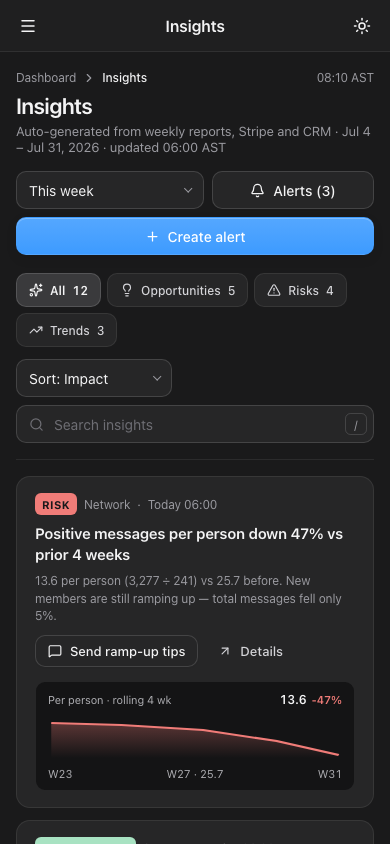 Insights
Dashboard > Insights
08:10 AST
Insights
Auto-generated from weekly reports, Stripe and CRM · Jul 4
– Jul 31, 2026 · updated 06:00 AST
This week
Alerts (3)
+ Create alert
All 12
Opportunities 5
Risks 4
Trends 3
Sort: Impact
Search insights
/
RISK
Network · Today 06:00
Positive messages per person down 47% vs
prior 4 weeks
13.6 per person (3,277 ÷ 241) vs 25.7 before. New
members are still ramping up — total messages fell only
5%.
Send ramp-up tips
Details
Per person · rolling 4 wk
13.6 -47%
W23
W27 · 25.7
W31